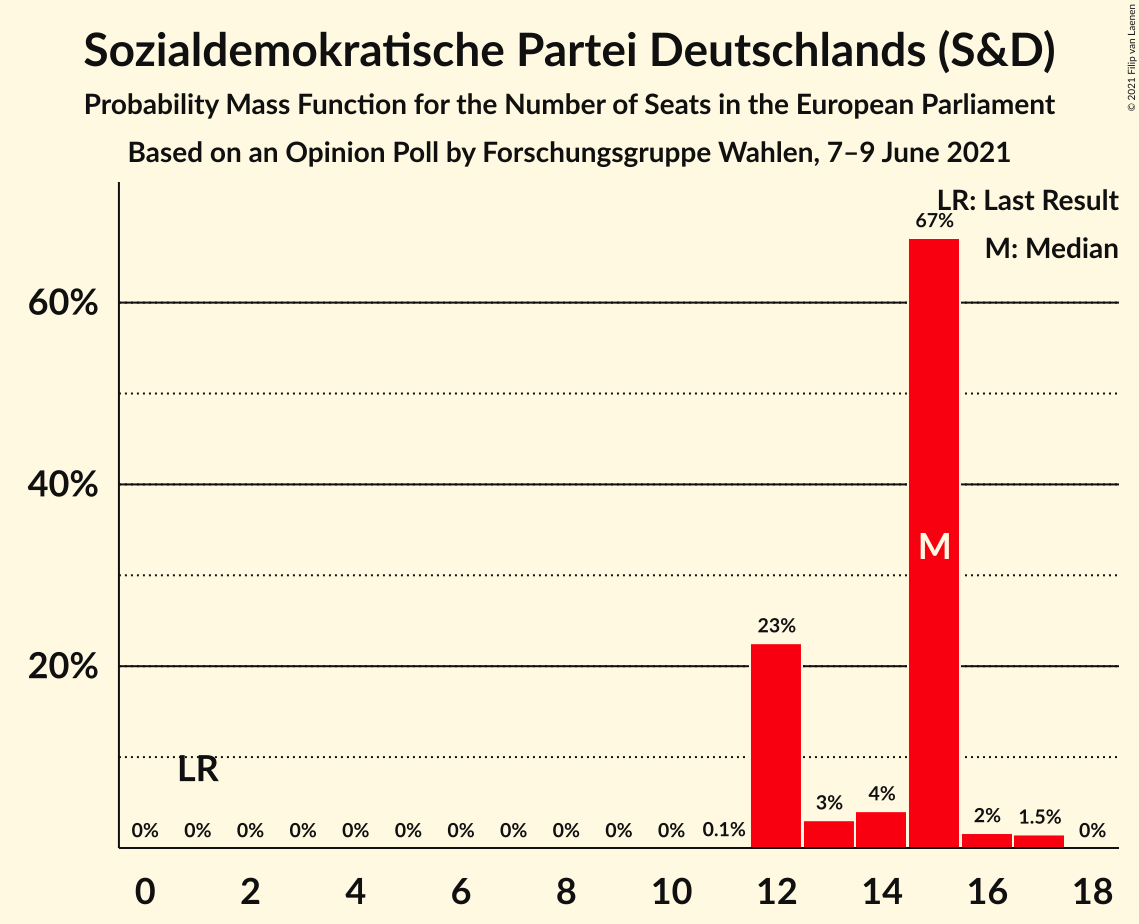 Sozialdemokratische Partei Deutschlands (S&D)
Probability Mass Function for the Number of Seats in the European Parliament
Based on an Opinion Poll by Forschungsgruppe Wahlen, 7–9 June 2021
© 2021 Filip van Laenen
LR: Last Result
67%
M: Median
60%
40%
M
23%
20%
LR
0% 0% 0% 0% 0% 0% 0% 0% 0% 0% 0% 0.1% 3% 4% 2% 1.5% 0%
0 2 4 6 8 10 12 14 16 18